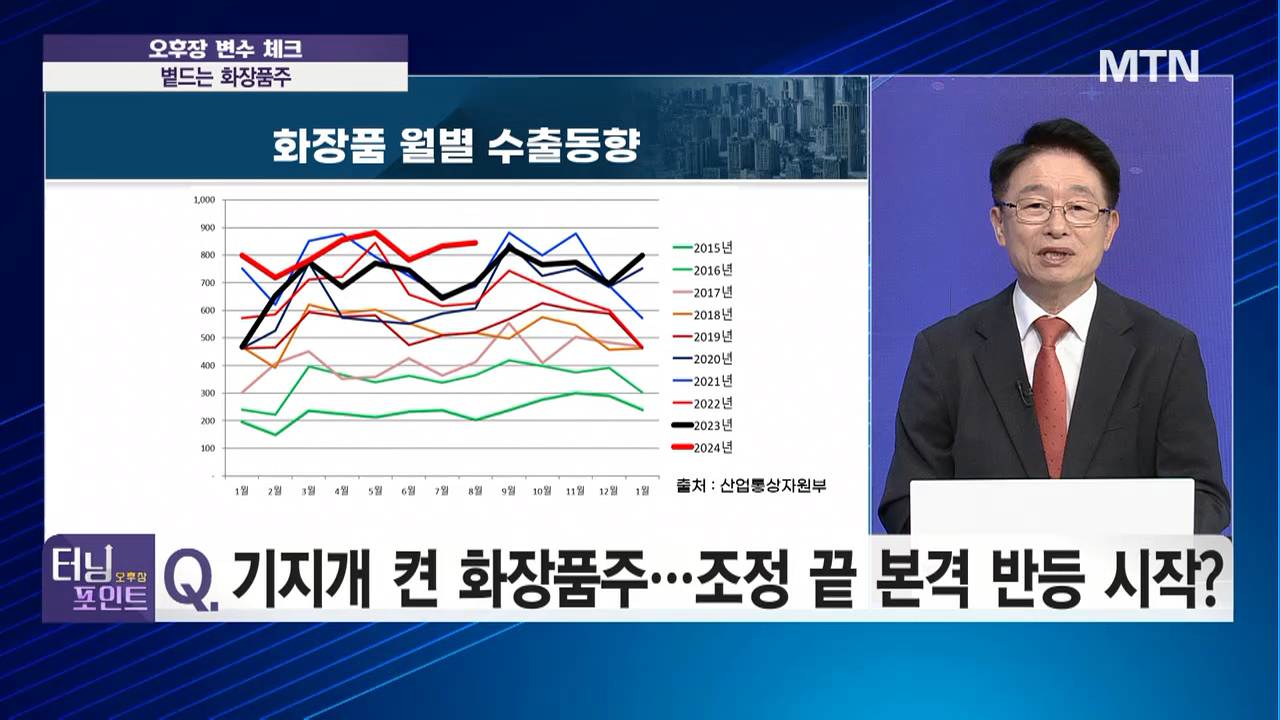 오후장 변수 체크
볕드는 화장품주
MTN
화장품 월별 수출동향
1,000
900
800
700
600
500
400
300
200
100
-
1월 2월 3월 4월 5월 6월 7월 8월 9월 10월 11월 12월 1월
2015년
2016년
2017년
2018년
2019년
2020년
2021년
2022년
2023년
2024년
출처 : 산업통상자원부
터닝
오후장
포인트
Q. 기지개 켠 화장품주…조정 끝 본격 반등 시작?